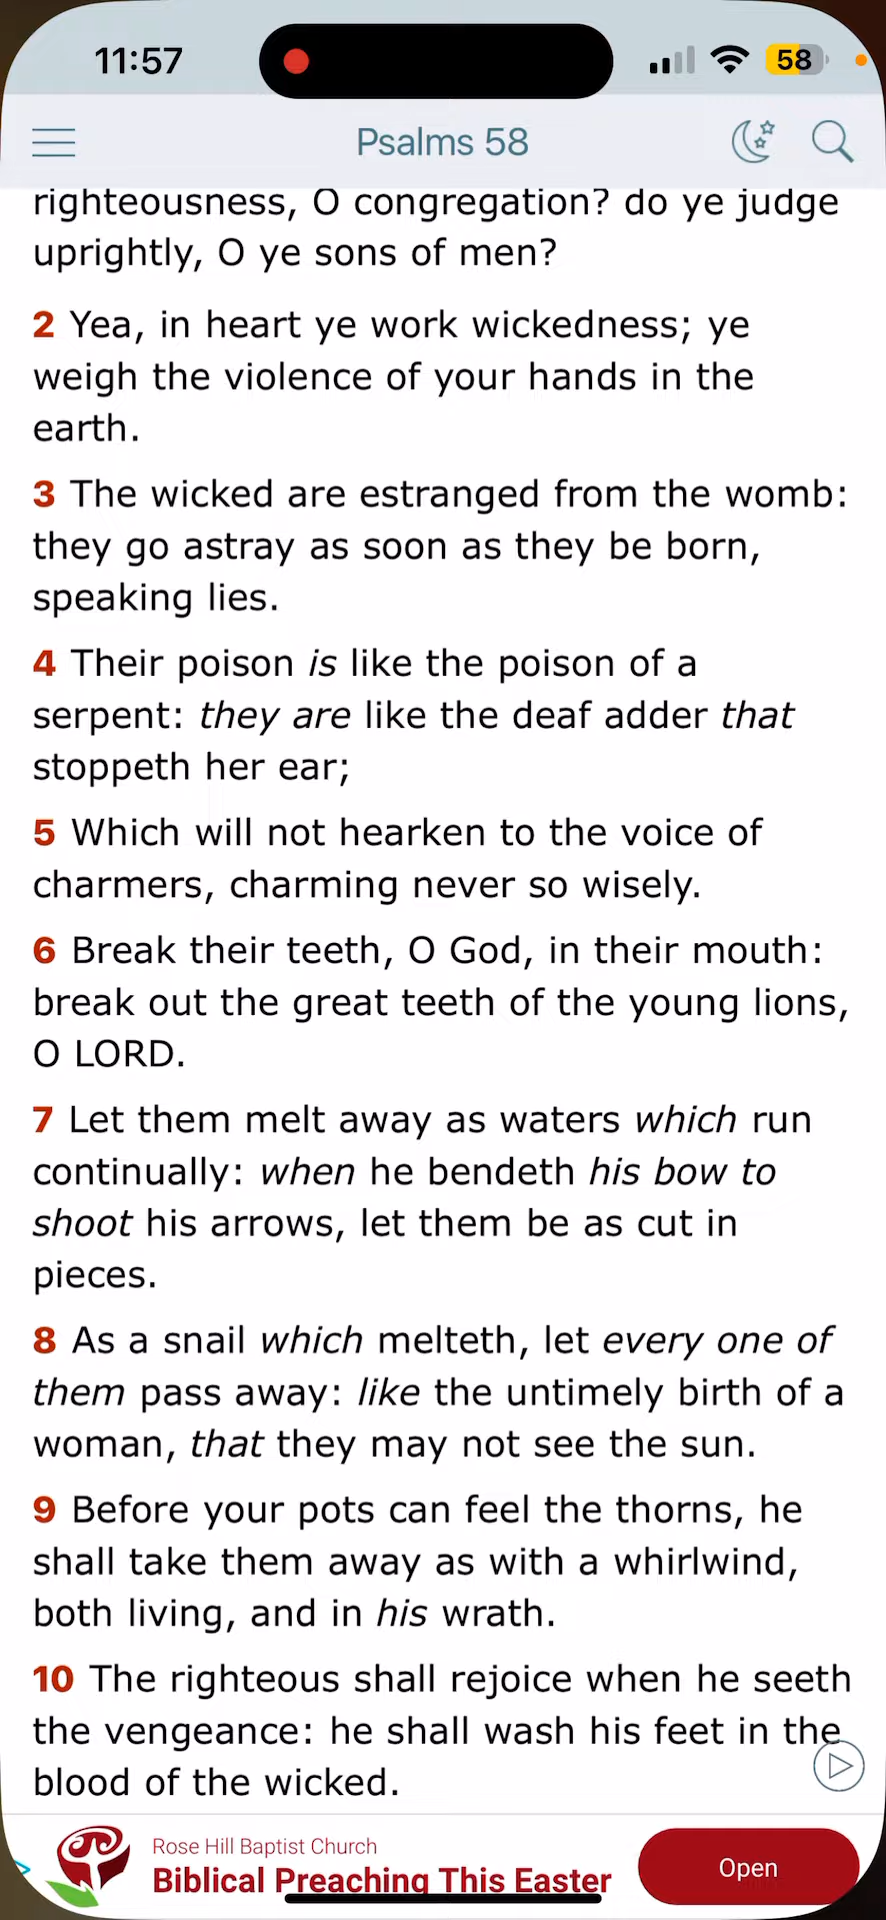 11:57
58
Psalms 58
righteousness, O congregation? do ye judge
uprightly, O ye sons of men?
2 Yea, in heart ye work wickedness; ye
weigh the violence of your hands in the
earth.
3 The wicked are estranged from the womb:
they go astray as soon as they be born,
speaking lies.
4 Their poison is like the poison of a
serpent: they are like the deaf adder that
stoppeth her ear;
5 Which will not hearken to the voice of
charmers, charming never so wisely.
6 Break their teeth, O God, in their mouth:
break out the great teeth of the young lions,
O LORD.
7 Let them melt away as waters which run
continually: when he bendeth his bow to
shoot his arrows, let them be as cut in
pieces.
8 As a snail which melteth, let every one of
them pass away: like the untimely birth of a
woman, that they may not see the sun.
9 Before your pots can feel the thorns, he
shall take them away as with a whirlwind,
both living, and in his wrath.
10 The righteous shall rejoice when he seeth
the vengeance: he shall wash his feet in the
blood of the wicked.
Rose Hill Baptist Church
Biblical Preaching This Easter
Open